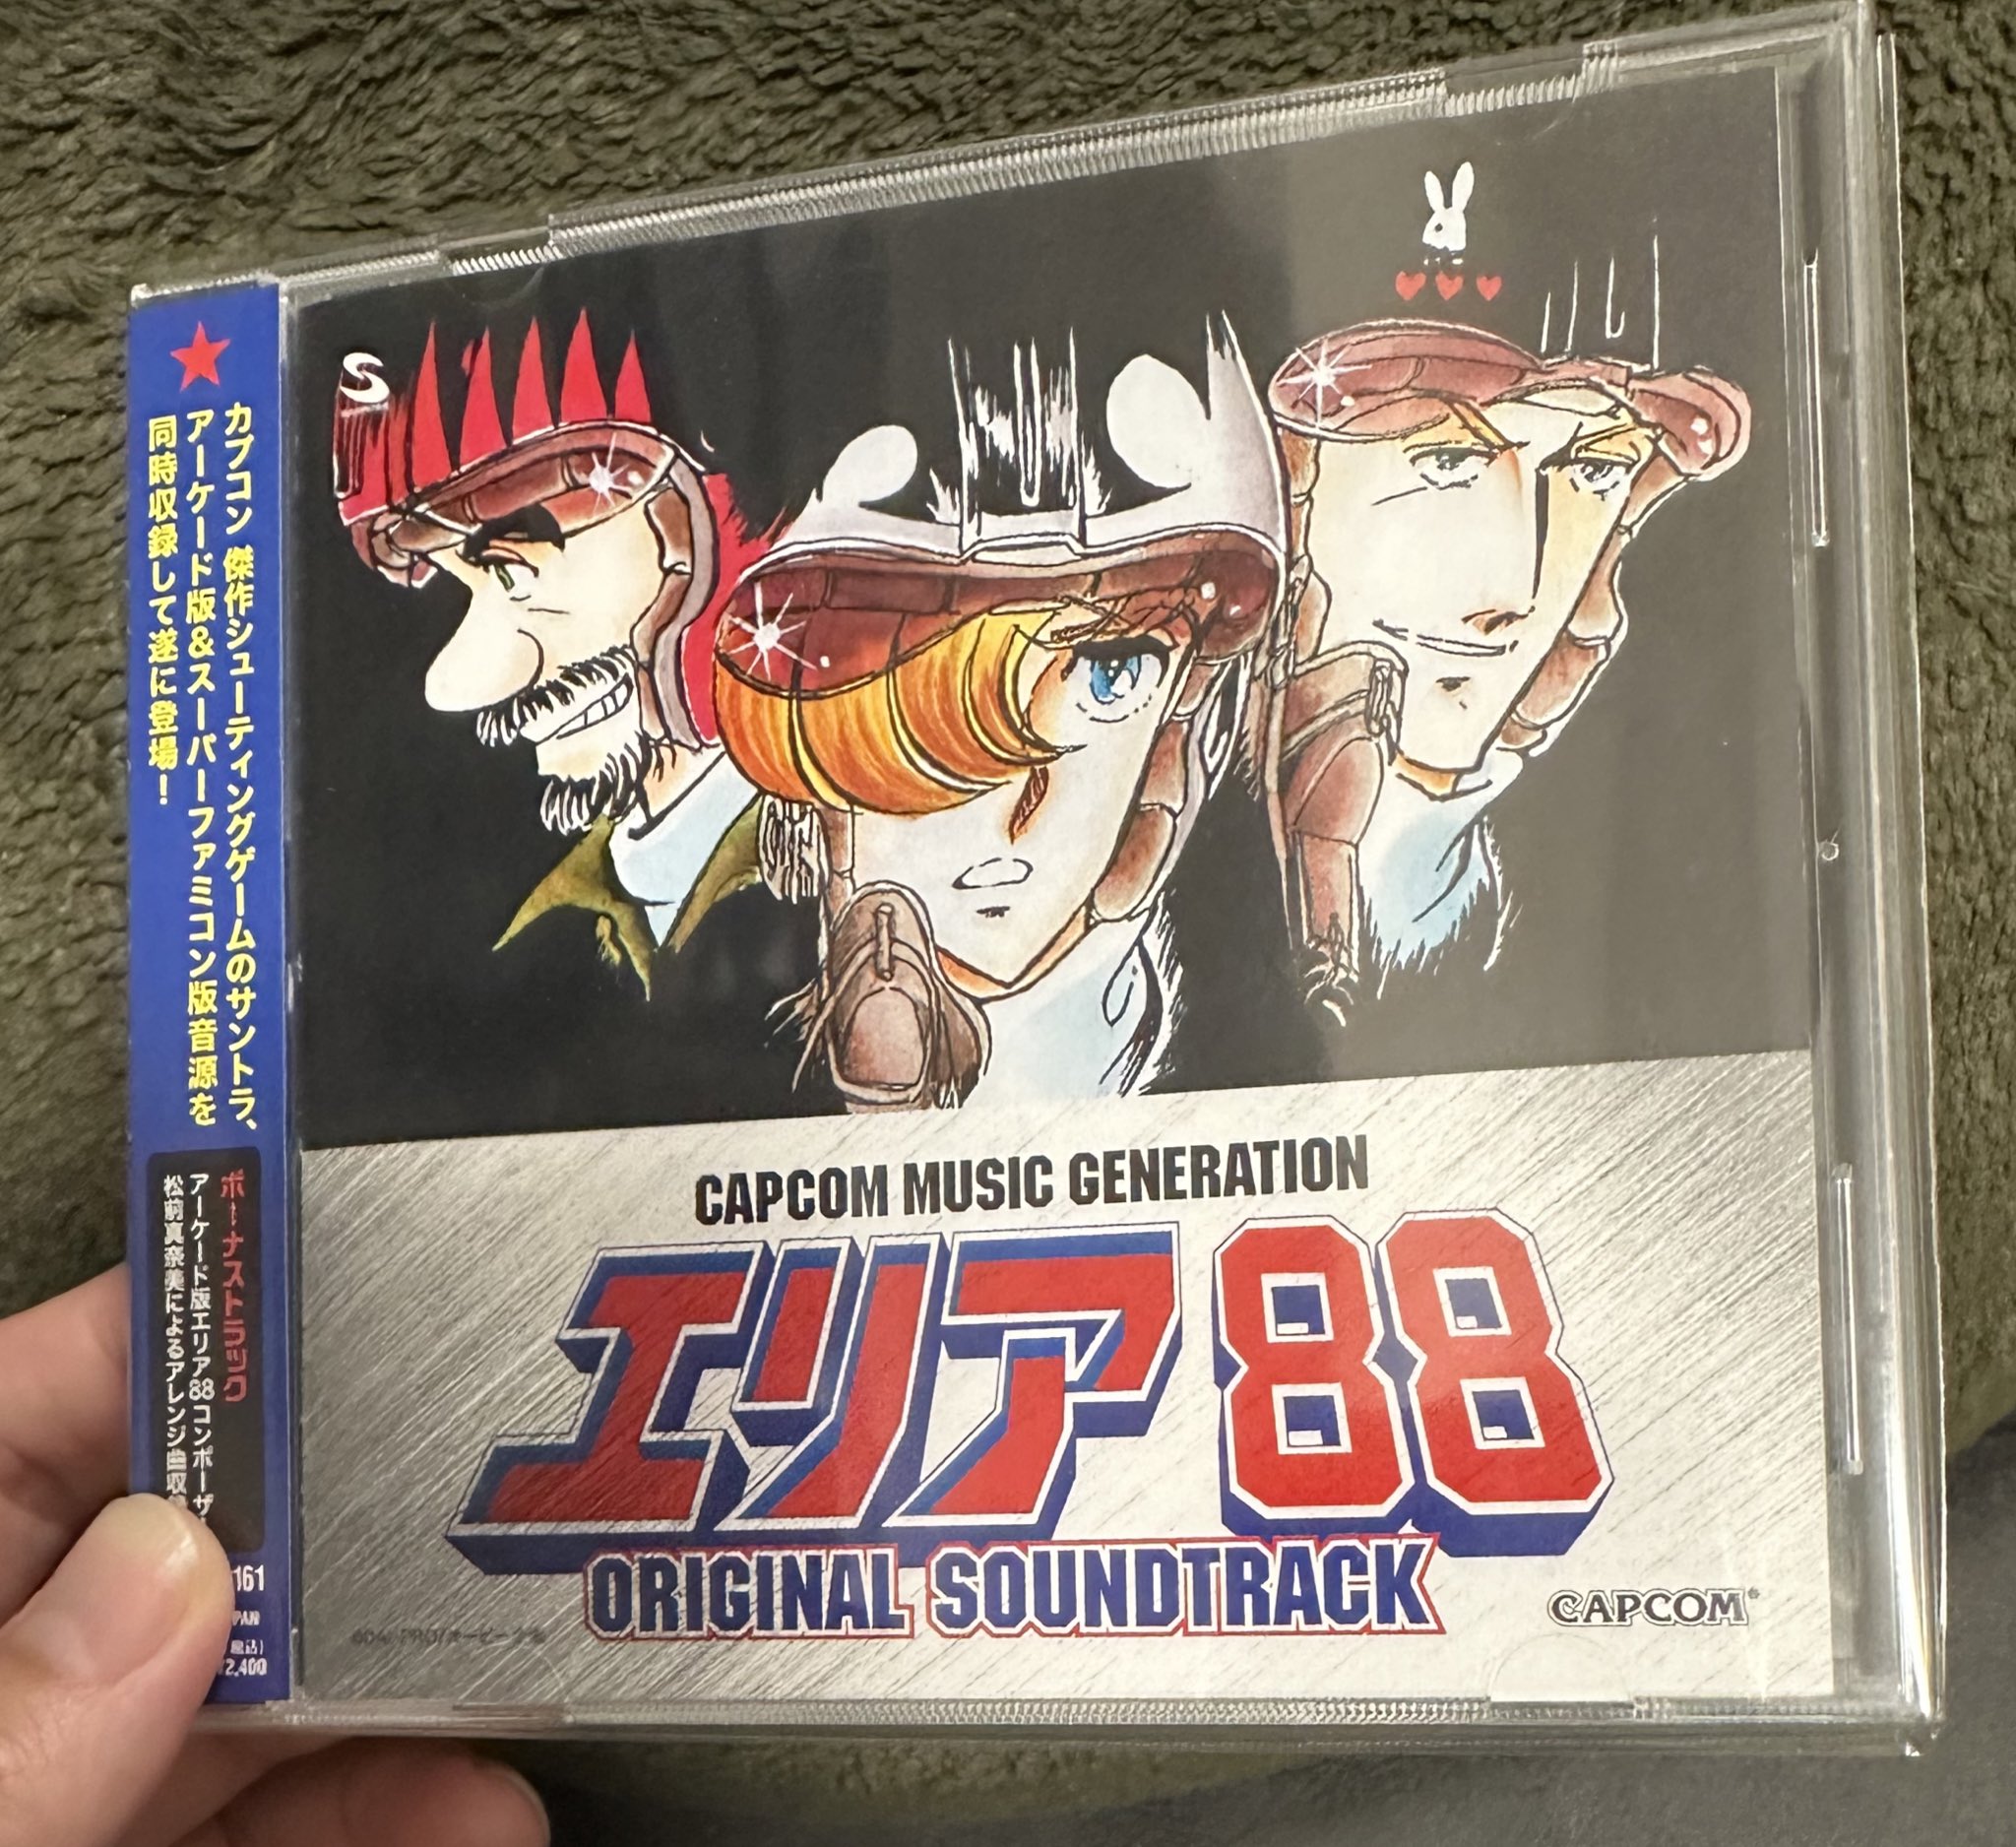 カプコン 傑作シューティングゲームのサントラ、
アーケード版&スーパーファミコン版音源を
同時収録して遂に登場!
ボーナストラック
アーケード版エリア88コンポーザー
松前真奈美によるアレンジ曲収
161
2,400
S
CAPCOM MUSIC GENERATION
エリア88
ORIGINAL SOUNDTRACK
CAPCOM